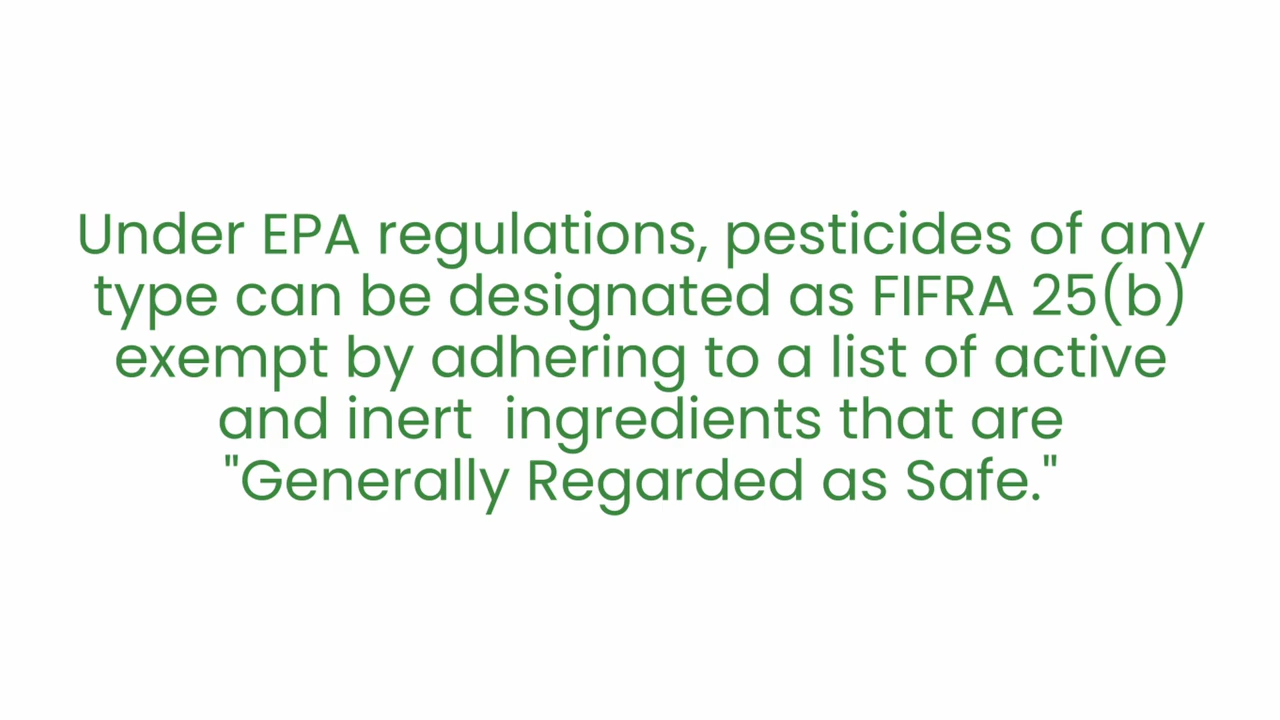 Under EPA regulations, pesticides of any
type can be designated as FIFRA 25(b)
exempt by adhering to a list of active
and inert  ingredients that are
"Generally Regarded as Safe."